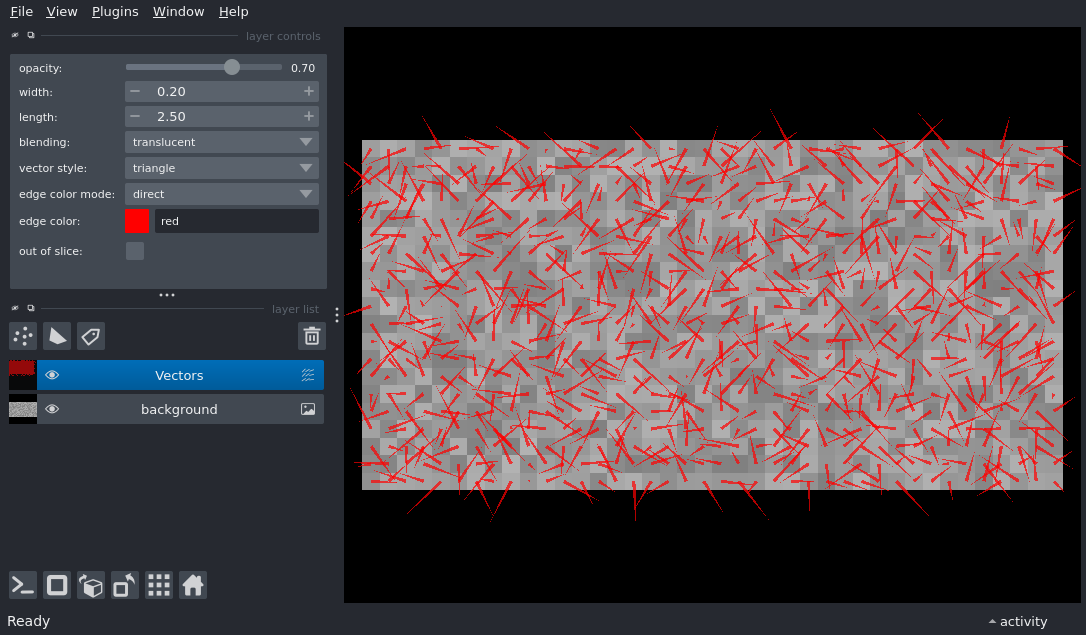 File View Plugins Window Help
layer controls
opacity: 0.70
width: − 0.20 +
length: − 2.50 +
blending: translucent
vector style: triangle
edge color mode: direct
edge color: red
out of slice:
layer list
Vectors
background
Ready
activity